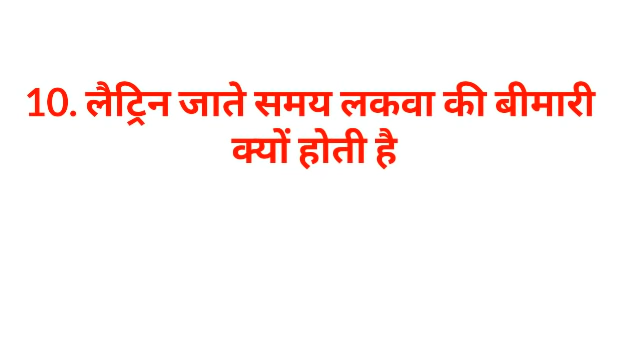 10. लैट्रिन जाते समय लकवा की बीमारी
क्यों होती है